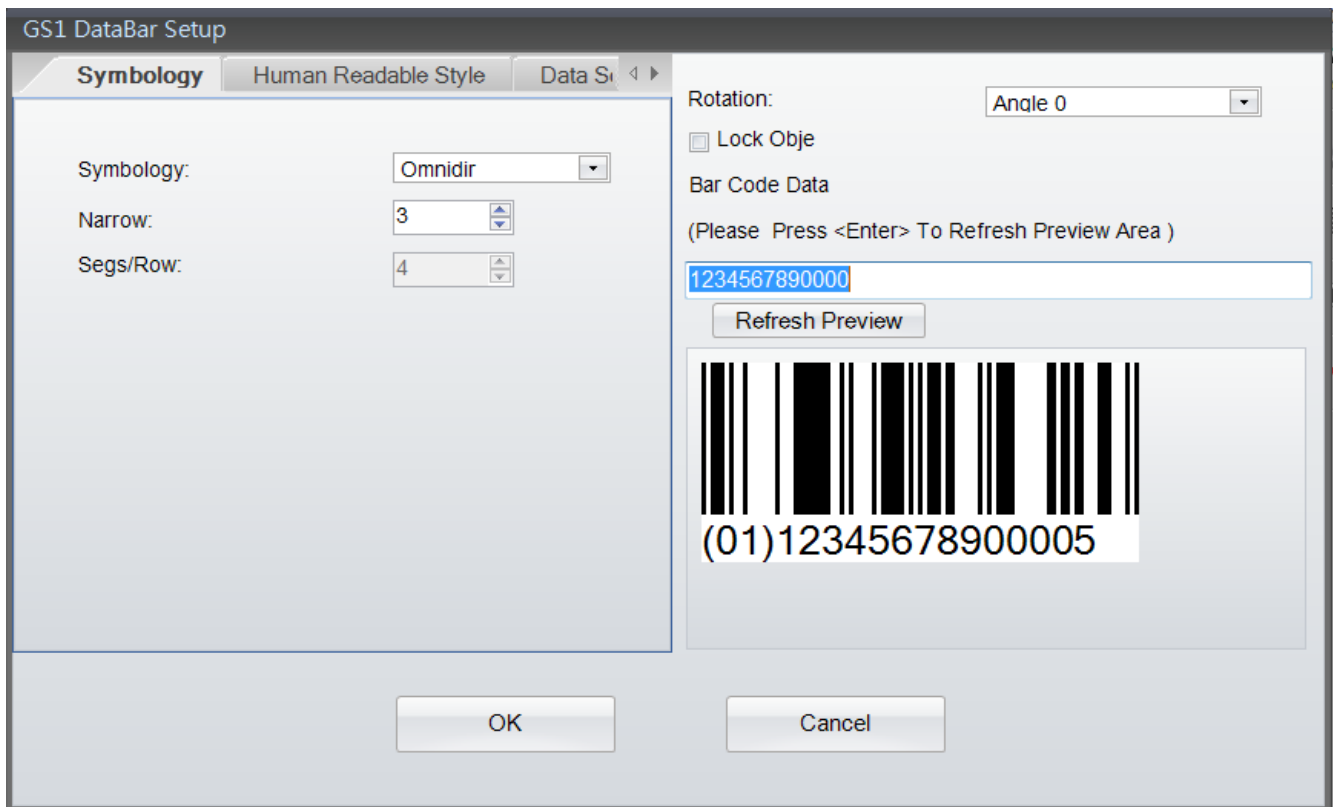 GS1 DataBar Setup
Symbology Human Readable Style Data
Symbology: Omnidir
Narrow: 3
Segs/Row: 4
Rotation: Angle 0
Lock Obje
Bar Code Data
(Please Press <Enter> To Refresh Preview Area )
1234567890000
Refresh Preview
(01)12345678900005
OK Cancel